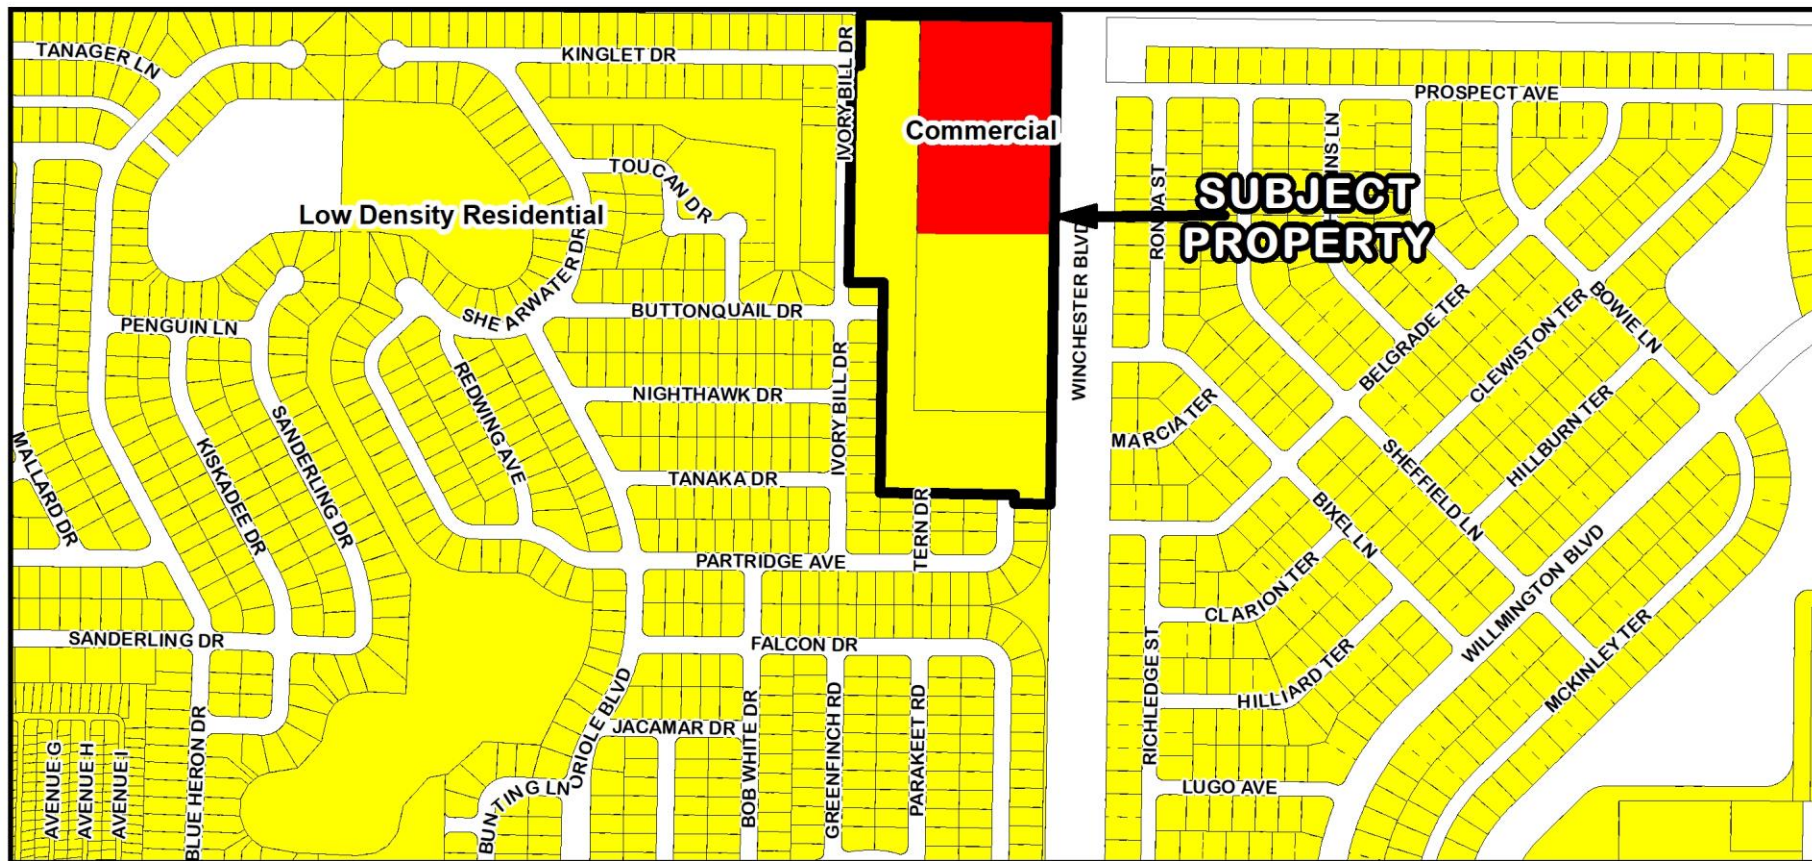 TANAGER LN
KINGLET DR
IVORY BILL DR
PROSPECT AVE
Commercial
TOUCAN DR
RONDA ST
SUBJECT
PROPERTY
Low Density Residential
SHEARWATER DR
WINCHESTER BLVD
PENGUIN LN
BUTTONQUAIL DR
BELGRADE TER
CLEWISTON TER
BOWIE LN
REDWING AVE
NIGHTHAWK DR
IVORY BILL DR
MARCIA TER
HILLBURN TER
MALLARD DR
KISKADEE DR
SANDERLING DR
TANAKA DR
TERN DR
BIXEL LN
SHEFFIELD LN
PARTRIDGE AVE
CLARION TER
WILLMINGTON BLVD
SANDERLING DR
FALCON DR
RICHLEDGE ST
HILLIARD TER
MCKINLEY TER
AVENUE G
AVENUE H
AVENUE I
BLUE HERON DR
BUNTING LN
ORIOLE BLVD
JACAMAR DR
BOB WHITE DR
GREENFINCH RD
PARAKEET RD
LUGO AVE